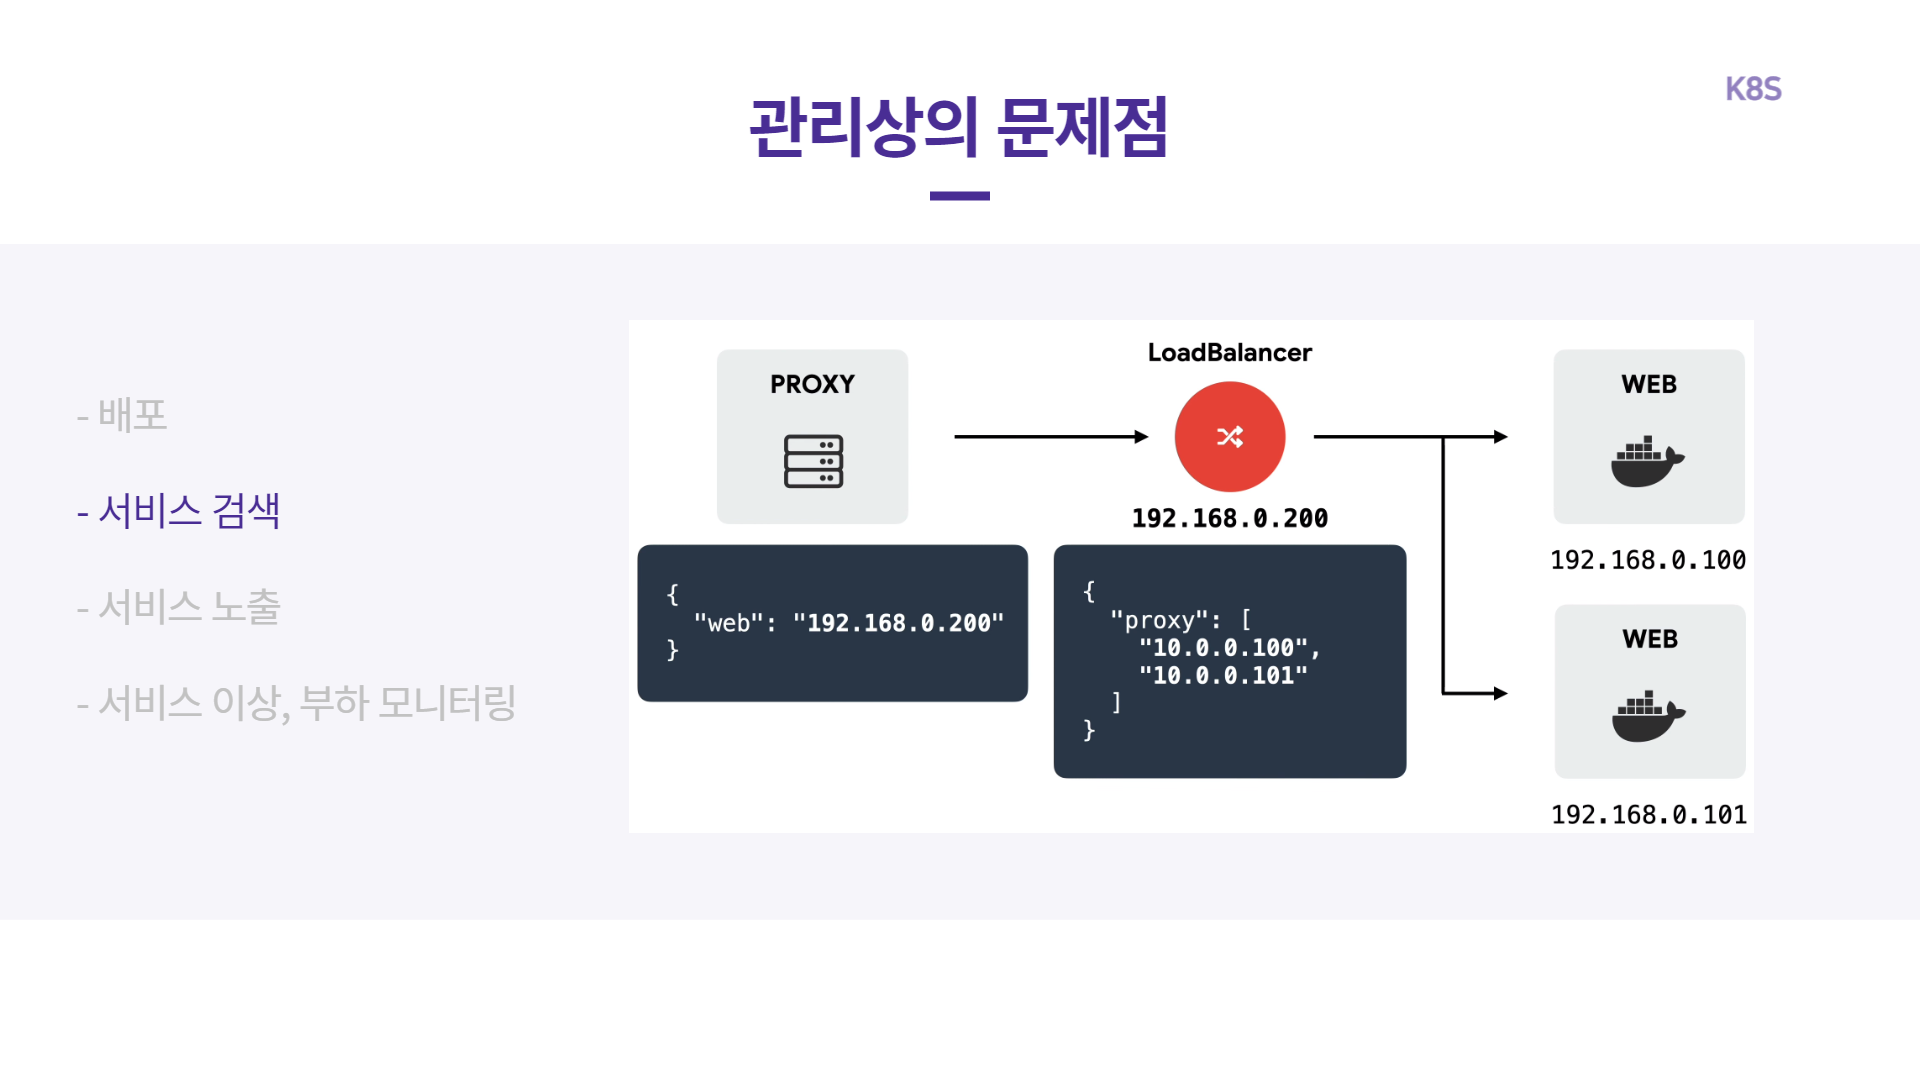 관리상의 문제점
K8S
- 배포
- 서비스 검색
- 서비스 노출
- 서비스 이상, 부하 모니터링
PROXY
LoadBalancer
192.168.0.200
WEB
192.168.0.100
WEB
192.168.0.101
{
"web": "192.168.0.200"
}
{
"proxy": [
"10.0.0.100",
"10.0.0.101"
]
}